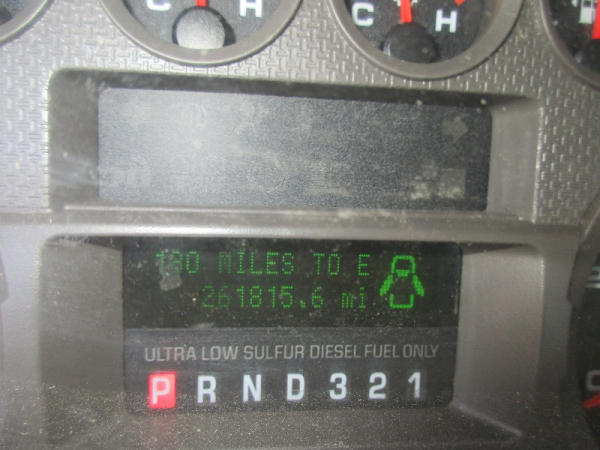 C H C H
MILES TO E
261815.6 mi
ULTRA LOW SULFUR DIESEL FUEL ONLY
P R N D 3 2 1